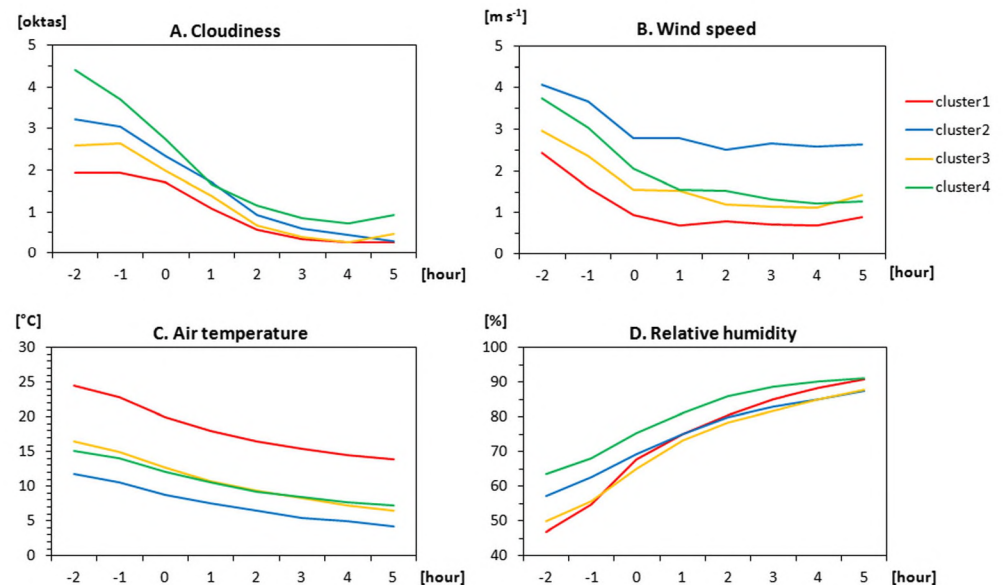 [oktas]
A. Cloudiness
5
4
3
2
1
0
-2 -1 0 1 2 3 4 5 [hour]
[m s-1]
B. Wind speed
5
4
3
2
1
0
-2 -1 0 1 2 3 4 5 [hour]
cluster1
cluster2
cluster3
cluster4
[°C]
C. Air temperature
30
25
20
15
10
5
0
-2 -1 0 1 2 3 4 5 [hour]
[%]
D. Relative humidity
100
90
80
70
60
50
40
-2 -1 0 1 2 3 4 5 [hour]